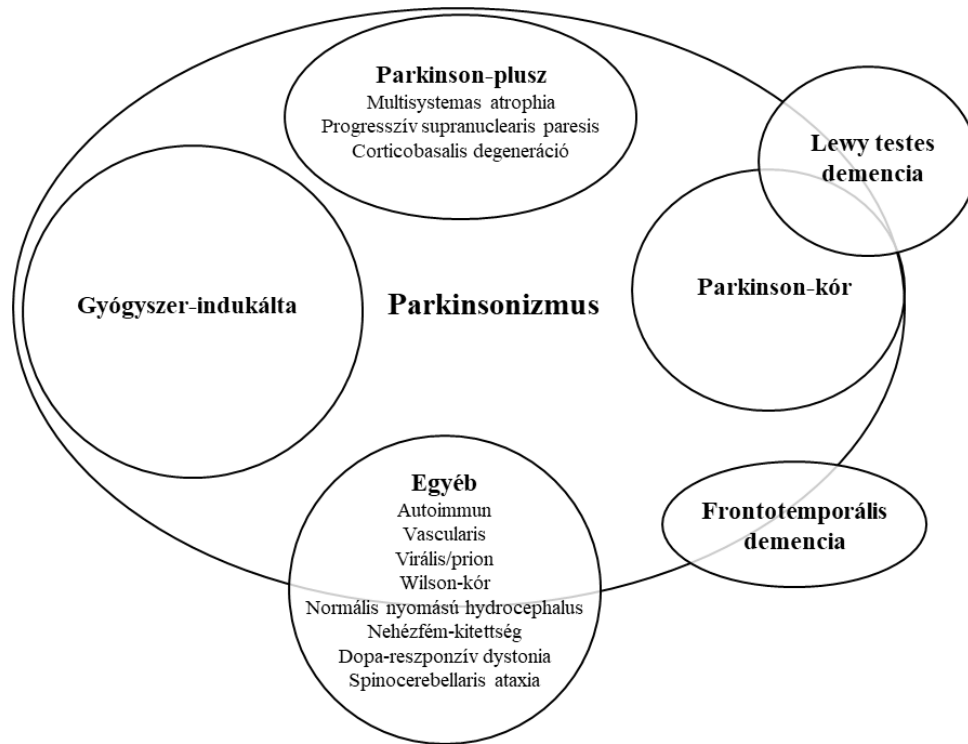 Parkinson-plusz
Multisystemas atrophia
Progresszív supranuclearis paresis
Corticobasalis degeneráció
Lewy testes
demencia
Gyógyszer-indukálta
Parkinsonizmus
Parkinson-kór
Egyéb
Autoimmun
Vascularis
Virális/prion
Wilson-kór
Normális nyomású hydrocephalus
Nehézfém-kitettség
Dopa-reszponzív dystonia
Spinocerebellaris ataxia
Frontotemporális
demencia